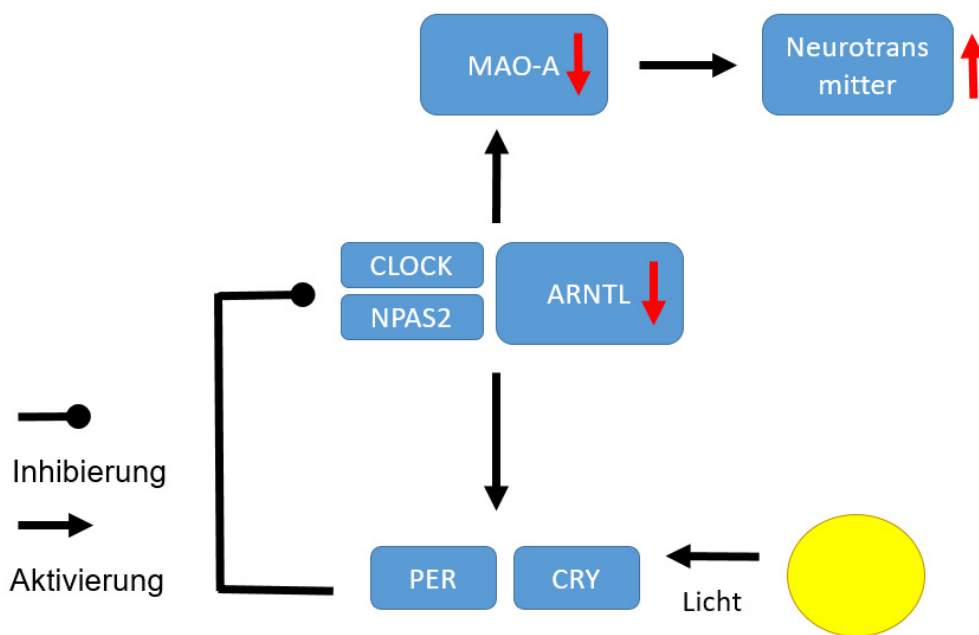 MAO-A
Neurotrans
mitter
CLOCK
NPAS2
ARNTL
Inhibierung
Aktivierung
PER
CRY
Licht